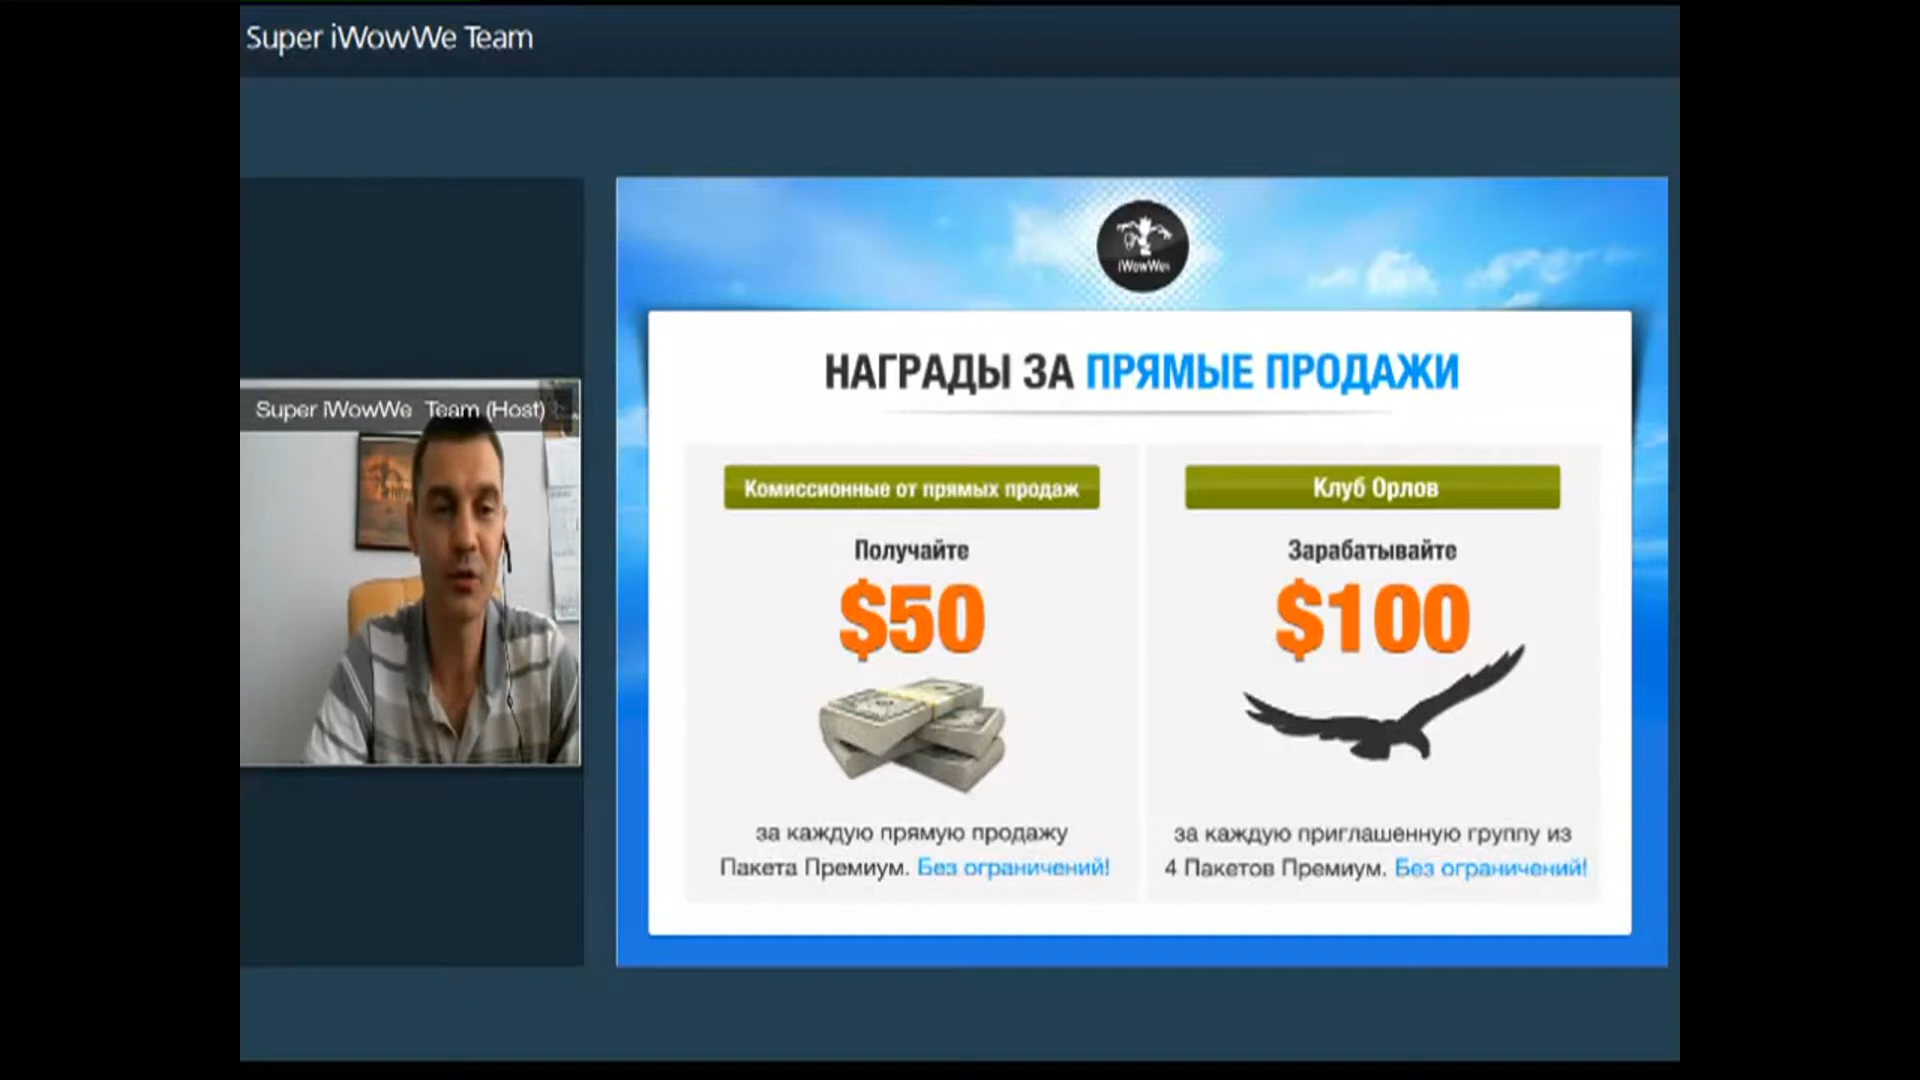 Super iWowWe Team
Super iWowWe Team (Host)
iWowWe
НАГРАДЫ ЗА ПРЯМЫЕ ПРОДАЖИ
Комиссионные от прямых продаж
Получайте
$50
за каждую прямую продажу
Пакета Премиум. Без ограничений!
Клуб Орлов
Зарабатывайте
$100
за каждую приглашенную группу из
4 Пакетов Премиум. Без ограничений!